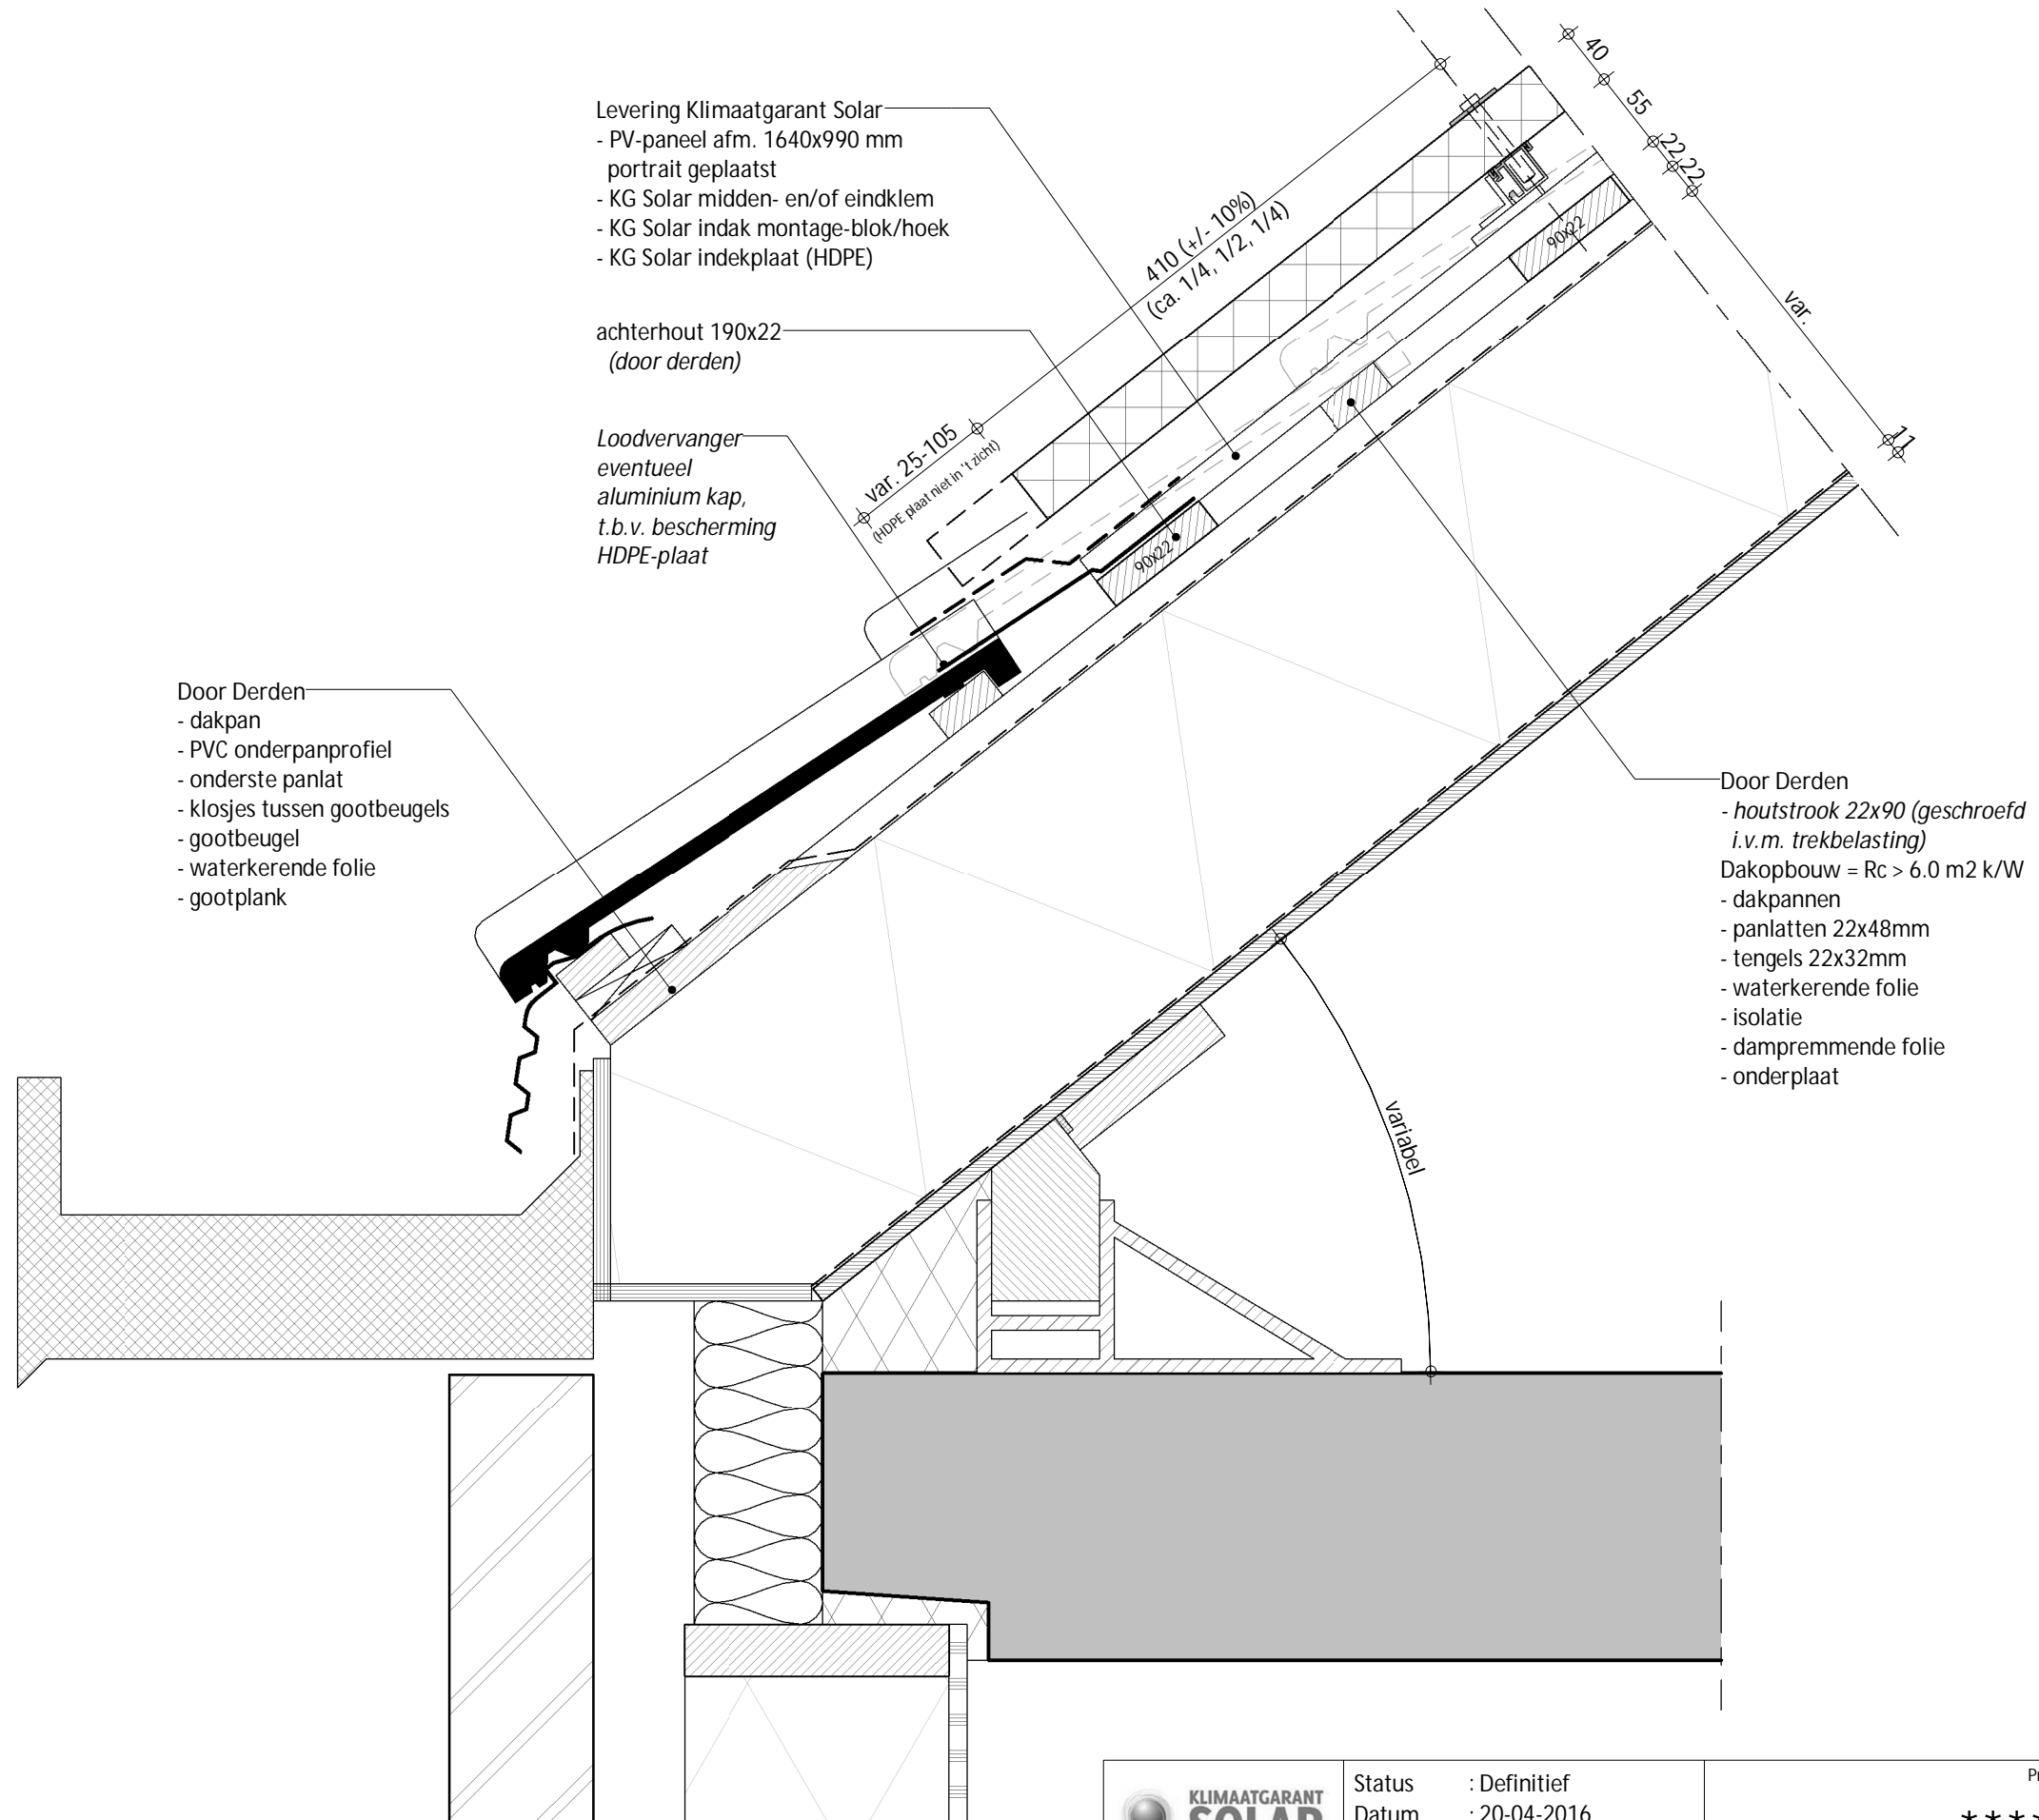 Levering Klimaatgarant Solar
- PV-paneel afm. 1640x990 mm
portrait geplaatst
- KG Solar midden- en/of eindklem
- KG Solar indak montage-blok/hoek
- KG Solar indekplaat (HDPE)
achterhout 190x22
(door derden)
Loodvervanger
eventueel
aluminium kap,
t.b.v. bescherming
HDPE-plaat
40
55
22
22
var.
11
410 (+/- 10%)
(ca. 1/4, 1/2, 1/4)
var. 25-105
(HDPE plaat niet in 't zicht)
90x22
90x22
Door Derden
- dakpan
- PVC onderpanprofiel
- onderste panlat
- klosjes tussen gootbeugels
- gootbeugel
- waterkerende folie
- gootplank
Door Derden
- houtstrook 22x90 (geschroefd
i.v.m. trekbelasting)
Dakopbouw = Rc > 6.0 m2 k/W
- dakpannen
- panlatten 22x48mm
- tengels 22x32mm
- waterkerende folie
- isolatie
- dampremmende folie
- onderplaat
variabel
KLIMAATGARANT
SOLAR
Status : Definitief
Datum : 20-04-2016